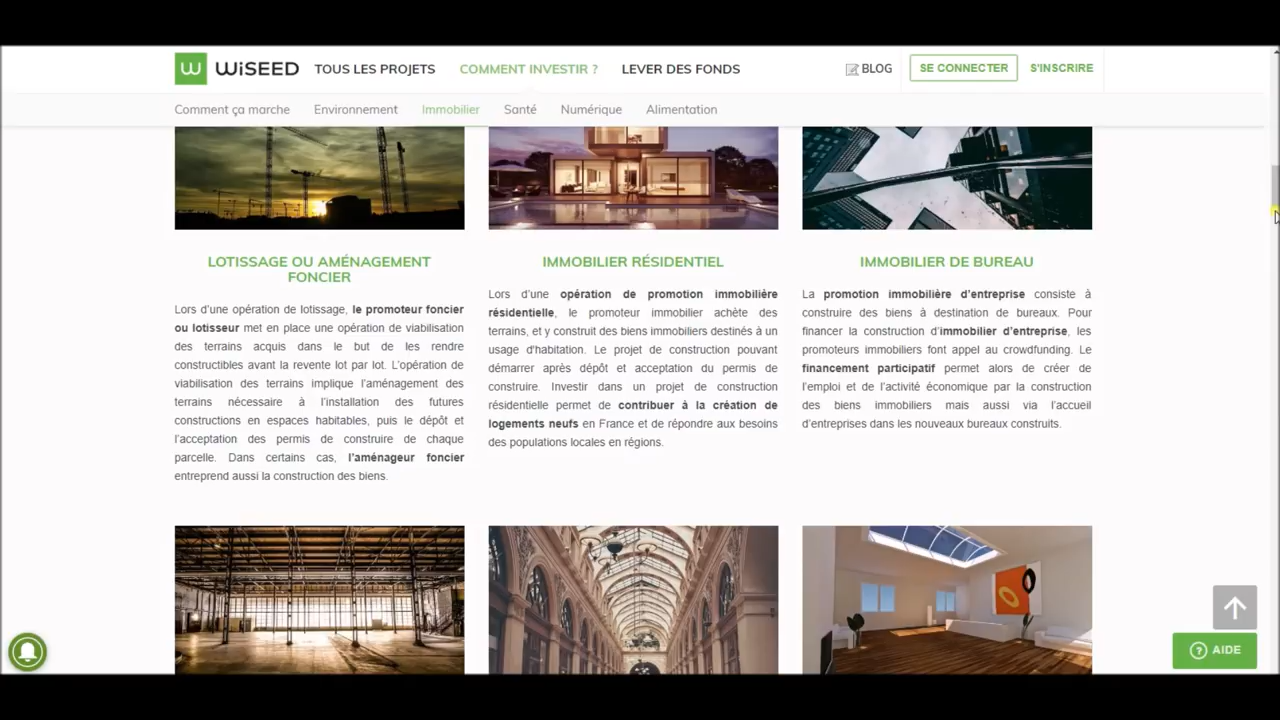 WiSEED
TOUS LES PROJETS
COMMENT INVESTIR ?
LEVER DES FONDS
BLOG
SE CONNECTER
S'INSCRIRE
Comment ça marche
Environnement
Immobilier
Santé
Numérique
Alimentation
LOTISSAGE OU AMÉNAGEMENT
FONCIER
Lors d’une opération de lotissage, le promoteur foncier
ou lotisseur met en place une opération de viabilisation
des terrains acquis dans le but de les rendre
constructibles avant la revente lot par lot. L’opération de
viabilisation des terrains implique l’aménagement des
terrains nécessaire à l’installation des futures
constructions en espaces habitables, puis le dépôt et
l’acceptation des permis de construire de chaque
parcelle. Dans certains cas, l’aménageur foncier
entreprend aussi la construction des biens.
IMMOBILIER RÉSIDENTIEL
Lors d’une opération de promotion immobilière
résidentielle, le promoteur immobilier achète des
terrains, et y construit des biens immobiliers destinés à un
usage d’habitation. Le projet de construction pouvant
démarrer après dépôt et acceptation du permis de
construire. Investir dans un projet de construction
résidentielle permet de contribuer à la création de
logements neufs en France et de répondre aux besoins
des populations locales en régions.
IMMOBILIER DE BUREAU
La promotion immobilière d’entreprise consiste à
construire des biens à destination de bureaux. Pour
financer la construction d’immobilier d’entreprise, les
promoteurs immobiliers font appel au crowdfunding. Le
financement participatif permet alors de créer de
l’emploi et de l’activité économique par la construction
des biens immobiliers mais aussi via l’accueil
d’entreprises dans les nouveaux bureaux construits.
AIDE